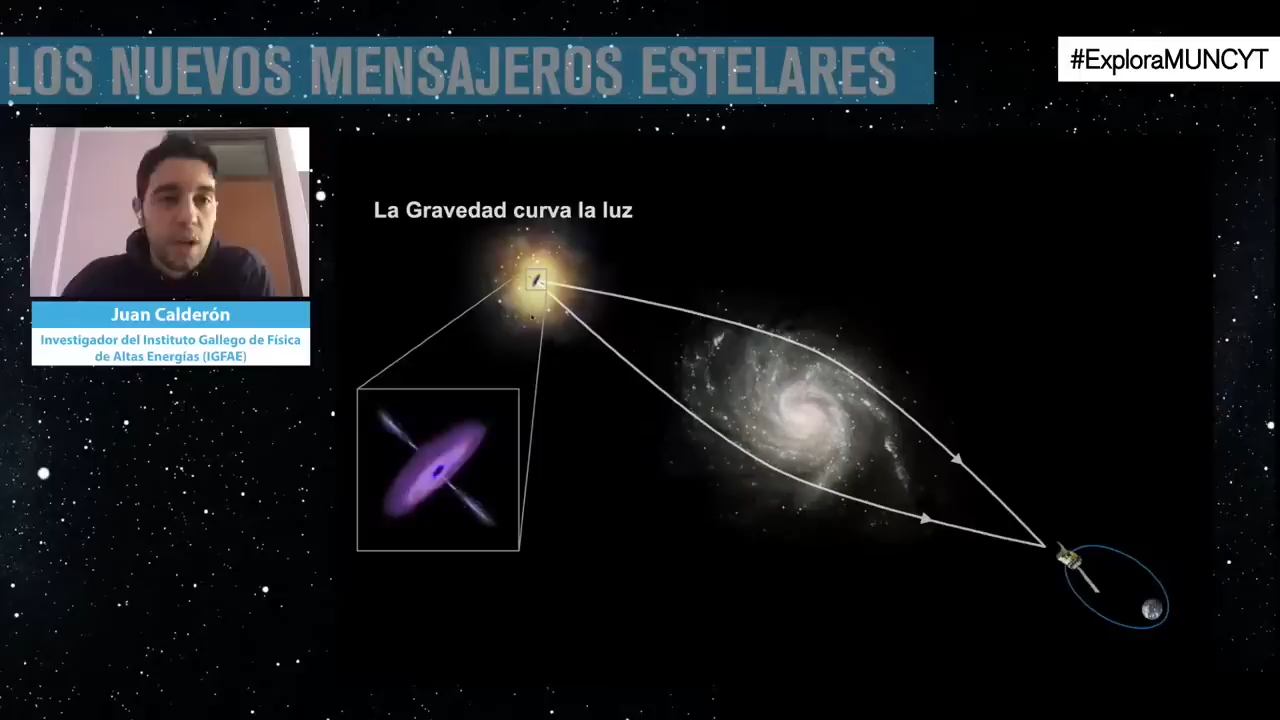 LOS NUEVOS MENSAJEROS ESTELARES
#ExploraMUNCYT
La Gravedad curva la luz
Juan Calderón
Investigador del Instituto Gallego de Física
de Altas Energías (IGFAE)